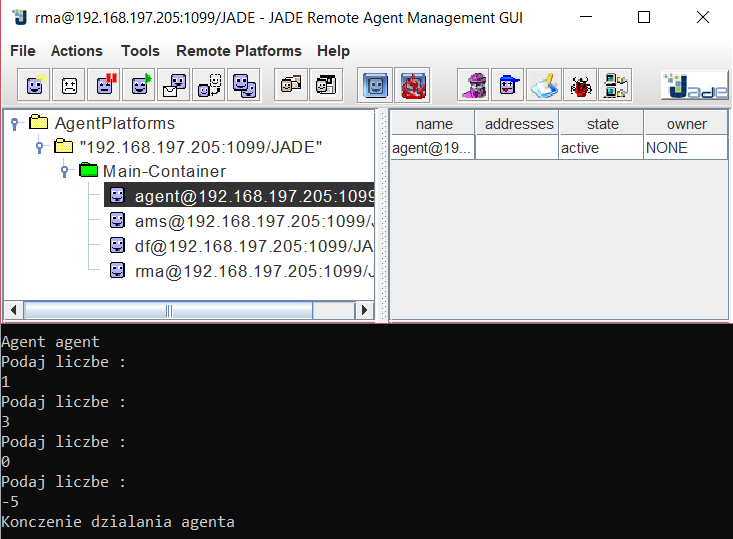 rma@192.168.197.205:1099/JADE - JADE Remote Agent Management GUI
File Actions Tools Remote Platforms Help
Jade
AgentPlatforms
"192.168.197.205:1099/JADE"
Main-Container
agent@192.168.197.205:1099
ams@192.168.197.205:1099/J
df@192.168.197.205:1099/JA
rma@192.168.197.205:1099/J
name addresses state owner
agent@19... active NONE
Agent agent
Podaj liczbe :
1
Podaj liczbe :
3
Podaj liczbe :
0
Podaj liczbe :
-5
Konczenie dzialania agenta